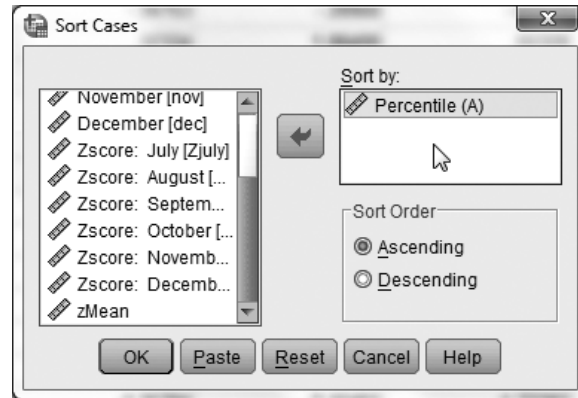 Sort Cases
November [nov]
December [dec]
Zscore: July [Zjuly]
Zscore: August [...
Zscore: Septem...
Zscore: October [...
Zscore: Novemb...
Zscore: Decemb...
zMean
Sort by:
Percentile (A)
Sort Order
Ascending
Descending
OK Paste Reset Cancel Help